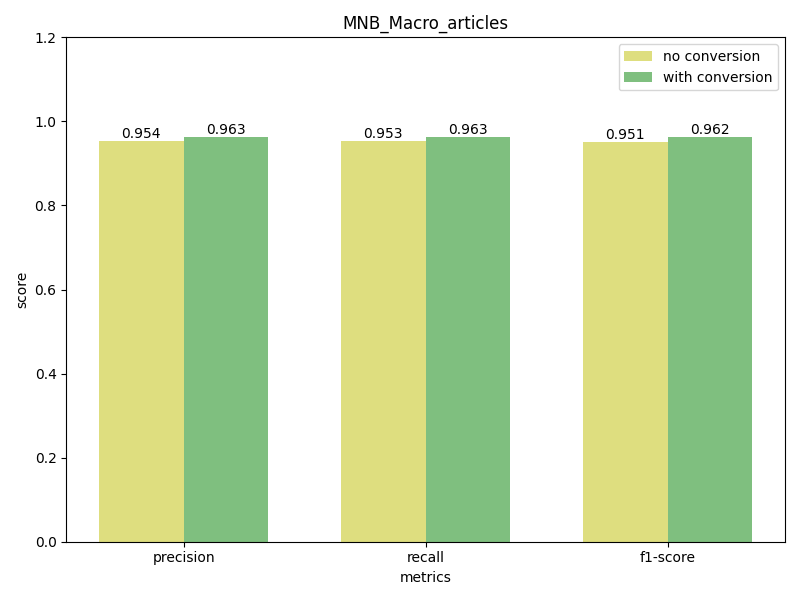 MNB_Macro_articles
no conversion
with conversion
score
1.2
1.0
0.8
0.6
0.4
0.2
0.0
0.954
0.963
0.953
0.963
0.951
0.962
precision
recall
f1-score
metrics